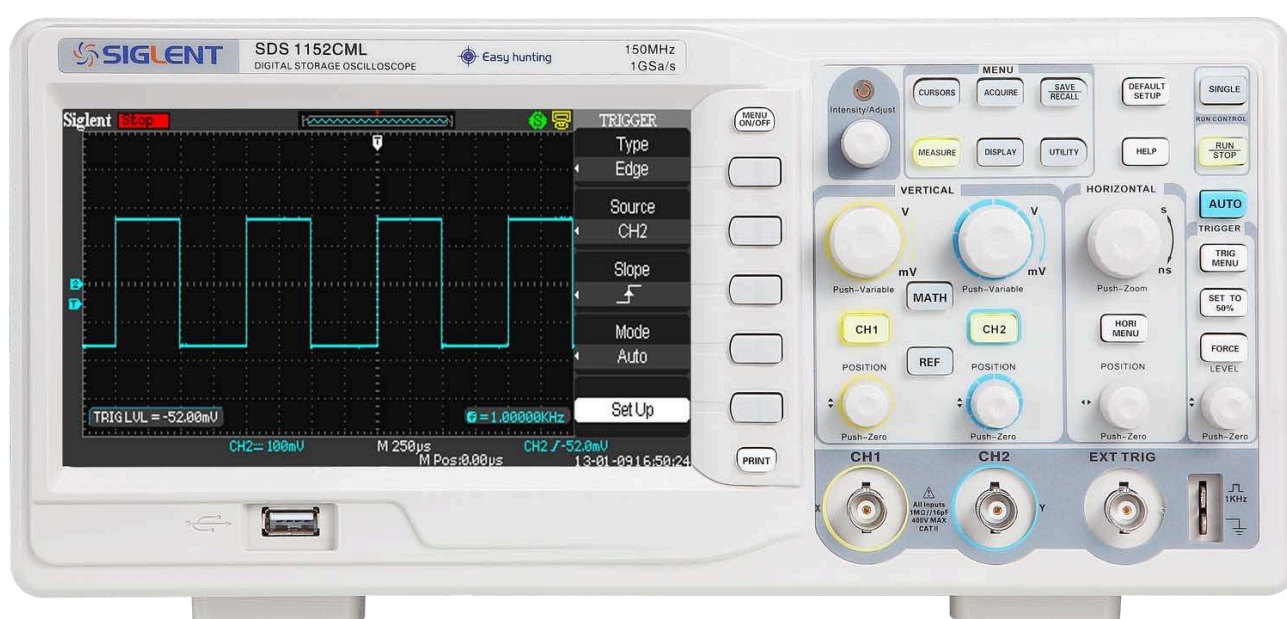 SIGLENT
SDS 1152CML
DIGITAL STORAGE OSCILLOSCOPE
Easy hunting
150MHz
1GSa/s
Siglent Stop
T
TRIGGER
Type
Edge
Source
CH2
Slope
Mode
Auto
Set Up
2
T
TRIG LVL = -52.00mV
= 1.00000KHz
CH2 100mV
M 250µs
CH2 -52.0mV
M Pos:0.00µs
13-01-09 16:50:24
MENU
ON/OFF
PRINT
Intensity/Adjust
MENU
CURSORS
ACQUIRE
SAVE
RECALL
MEASURE
DISPLAY
UTILITY
DEFAULT
SETUP
HELP
SINGLE
RUN CONTROL
RUN
STOP
AUTO
VERTICAL
V
mV
Push-Variable
V
mV
Push-Variable
MATH
CH1
CH2
REF
POSITION
POSITION
Push-Zero
Push-Zero
HORIZONTAL
s
ns
Push-Zoom
HORI
MENU
POSITION
Push-Zero
TRIGGER
TRIG
MENU
SET TO
50%
FORCE
LEVEL
Push-Zero
CH1
X
All Inputs
1MΩ//16pF
400V MAX
CAT II
CH2
Y
EXT TRIG
1KHz